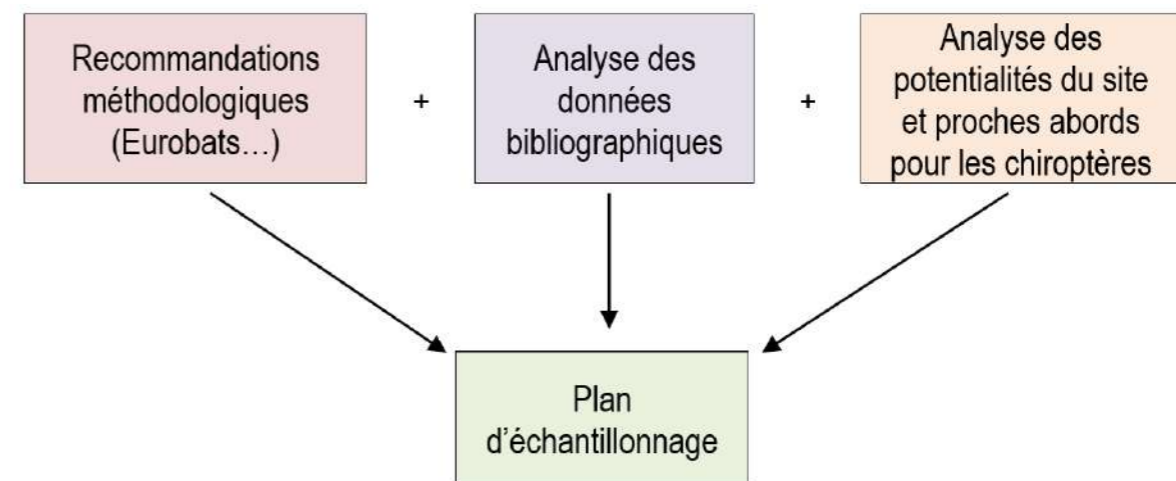 Recommandations
méthodologiques
(Eurobats…)
+
Analyse des
données
bibliographiques
+
Analyse des
potentialités du site
et proches abords
pour les chiroptères
Plan
d’échantillonnage